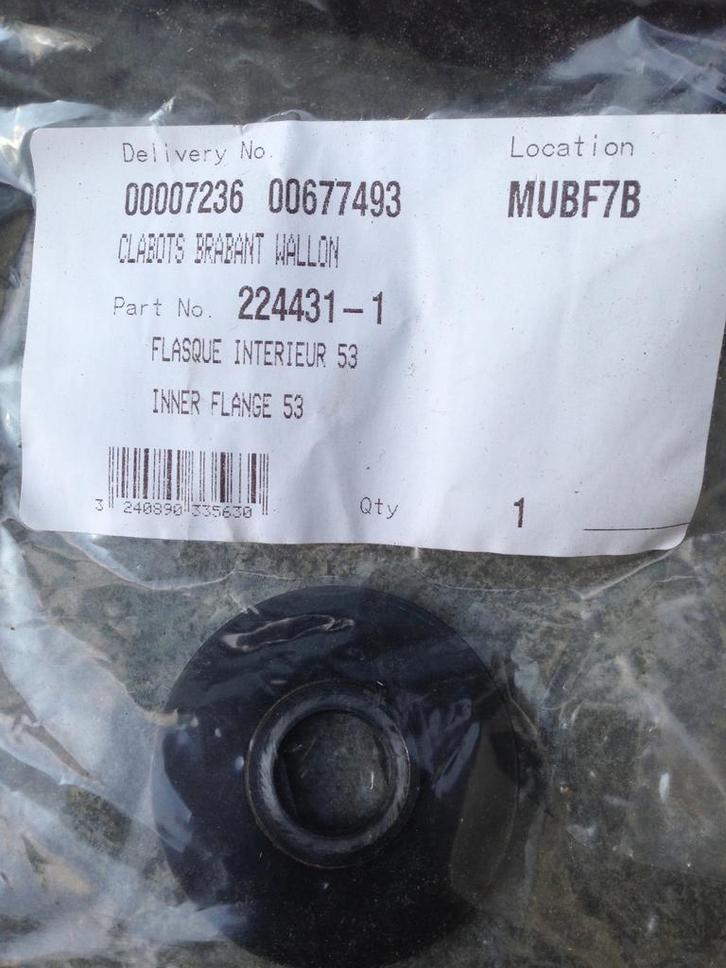 Delivery No. Location
00007236 00677493 MUBF7B
CLABOTS BRABANT WALLON
Part No. 224431-1
FLASQUE INTERIEUR 53
INNER FLANGE 53
3 240890 335630 Qty 1